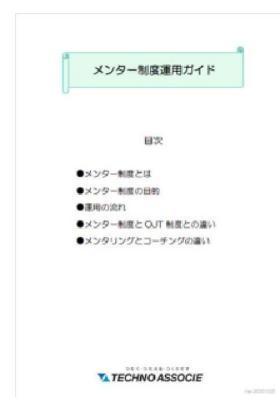 メンター制度運用ガイド
目次
●メンター制度とは
●メンター制度の目的
●運用の流れ
●メンター制度とOJT 制度との違い
●メンタリングとコーチングの違い
TECHNO ASSOCIE